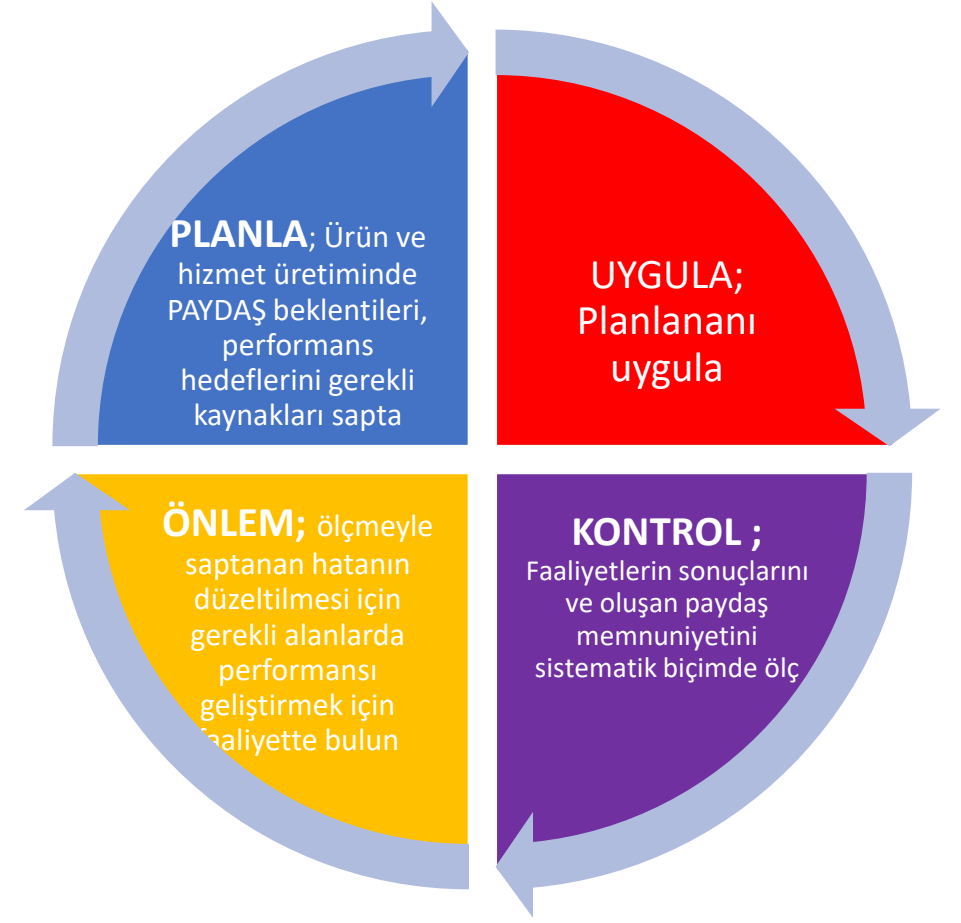 PLANLA; Ürün ve
hizmet üretiminde
PAYDAŞ beklentileri,
performans
hedeflerini gerekli
kaynakları sapta
UYGULA;
Planlananı
uygula
KONTROL ;
Faaliyetlerin sonuçlarını
ve oluşan paydaş
memnuniyetini
sistematik biçimde ölç
ÖNLEM; ölçmeyle
saptanan hatanın
düzeltilmesi için
gerekli alanlarda
performansı
geliştirmek için
faaliyette bulun